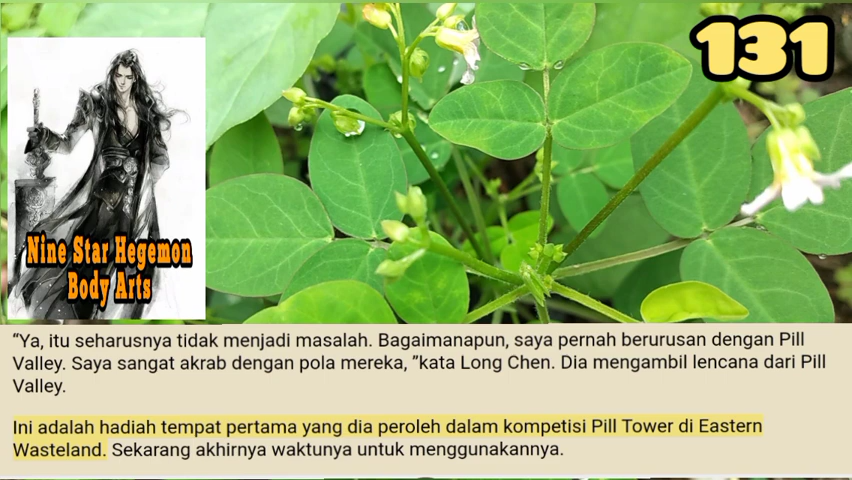 131
Nine Star Hegemon
Body Arts
“Ya, itu seharusnya tidak menjadi masalah. Bagaimanapun, saya pernah berurusan dengan Pill
Valley. Saya sangat akrab dengan pola mereka, ”kata Long Chen. Dia mengambil lencana dari Pill
Valley.
Ini adalah hadiah tempat pertama yang dia peroleh dalam kompetisi Pill Tower di Eastern
Wasteland. Sekarang akhirnya waktunya untuk menggunakannya.